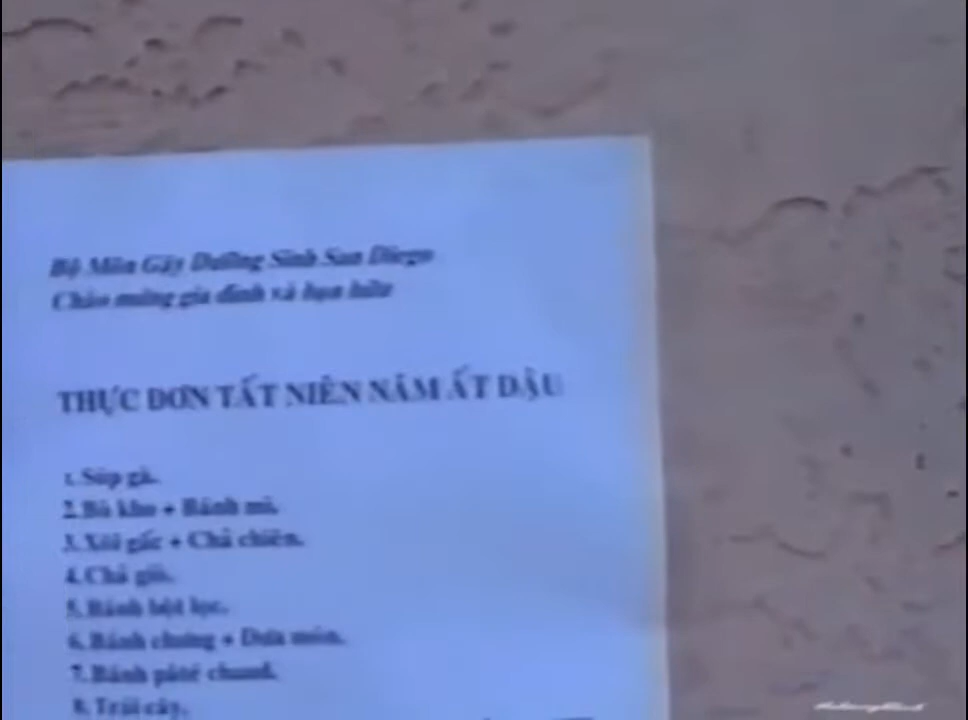 Bộ Môn Gậy Dưỡng Sinh San Diego
Chào mừng gia đình và bạn hữu
THỰC ĐƠN TẤT NIÊN NĂM ẤT DẬU
1. Súp gà.
2. Bò kho + Bánh mì.
3. Xôi gấc + Chả chiên.
4. Chả giò.
5. Bánh bột lọc.
6. Bánh chưng + Dưa món.
7. Bánh pâté chaud.
8. Trái cây.